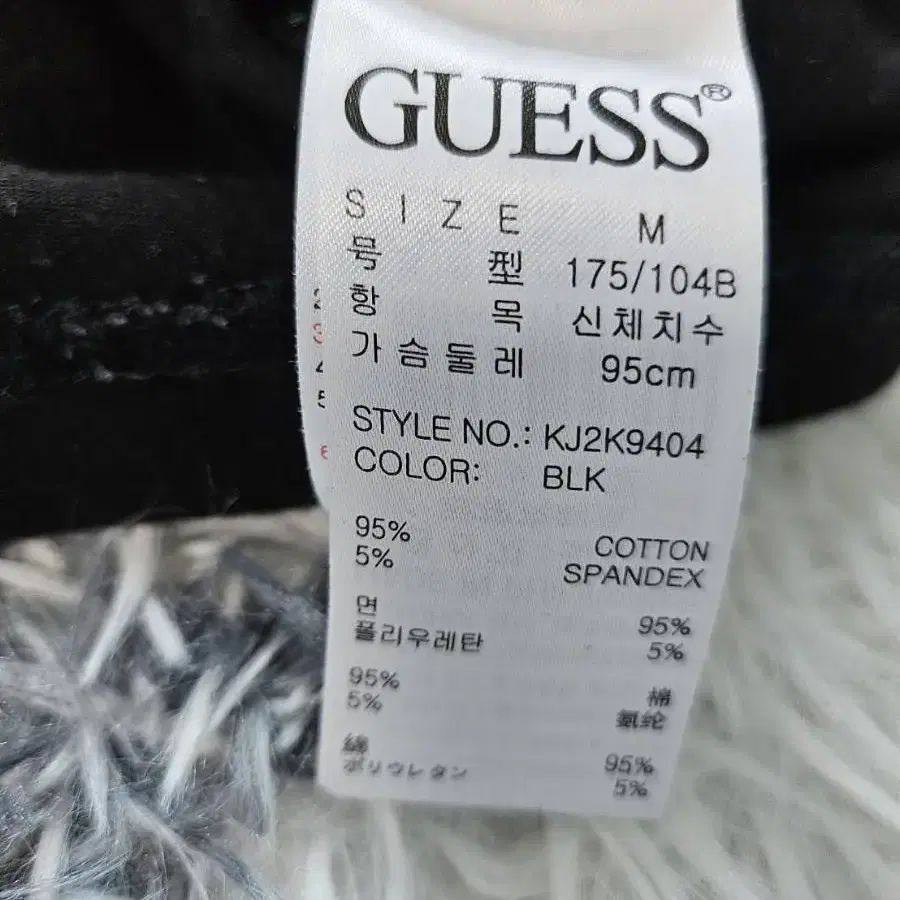 GUESS®
SIZE M
号型 175/104B
항목 신체치수
가슴둘레 95cm
STYLE NO.: KJ2K9404
COLOR: BLK
95% COTTON
5% SPANDEX
면 95%
폴리우레탄 5%
95% 棉
5% 氨纶
綿 95%
ポリウレタン 5%